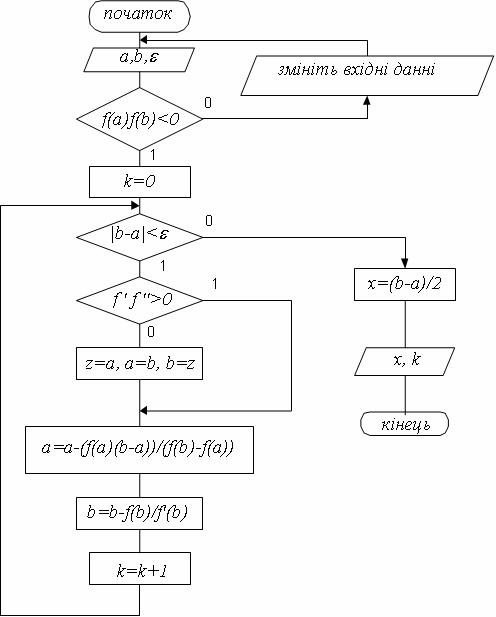 початок
a,b,ε
змініть вхідні данні
f(a)f(b)<0
0
1
k=0
|b-a|<ε
0
1
f' f''>0
1
0
x=(b-a)/2
z=a, a=b, b=z
x, k
кінець
a=a-(f(a)(b-a))/(f(b)-f(a))
b=b-f(b)/f'(b)
k=k+1